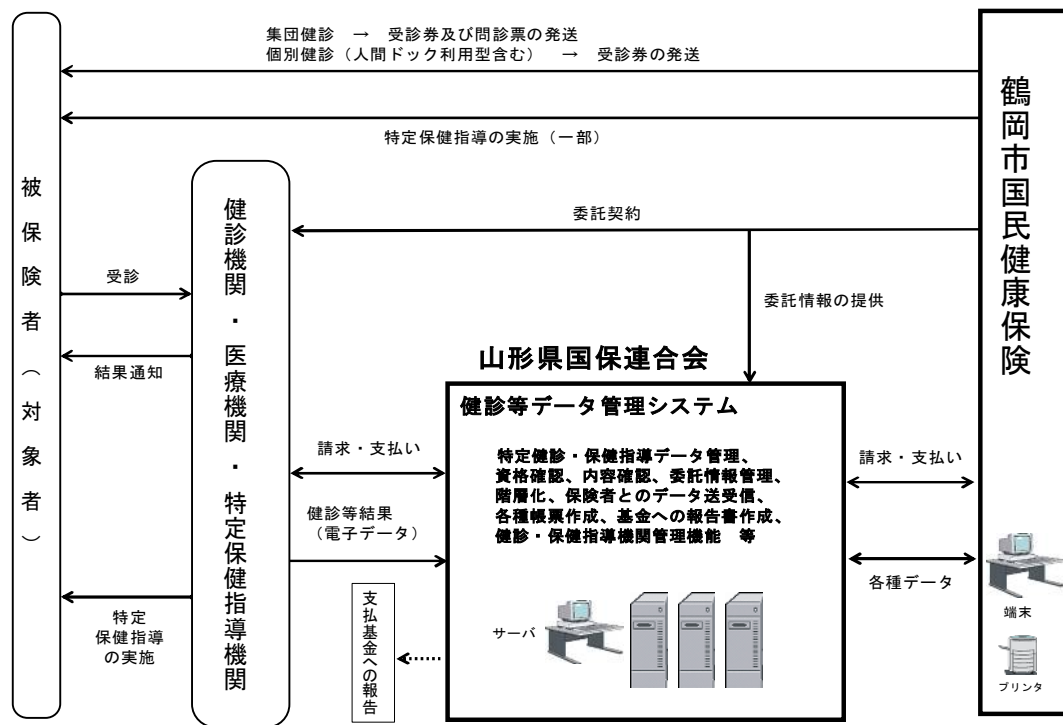 集団健診 → 受診券及び問診票の発送
個別健診（人間ドック利用型含む） → 受診券の発送
特定保健指導の実施（一部）
鶴岡市国民健康保険
被保険者（対象者）
健診機関・医療機関・特定保健指導機関
委託契約
受診
委託情報の提供
結果通知
山形県国保連合会
健診等データ管理システム
特定健診・保健指導データ管理、
資格確認、内容確認、委託情報管理、
階層化、保険者とのデータ送受信、
各種帳票作成、基金への報告書作成、
健診・保健指導機関管理機能 等
請求・支払い
請求・支払い
健診等結果
（電子データ）
各種データ
特定
保健指導
の実施
支払基金への報告
サーバ
端末
プリンタ